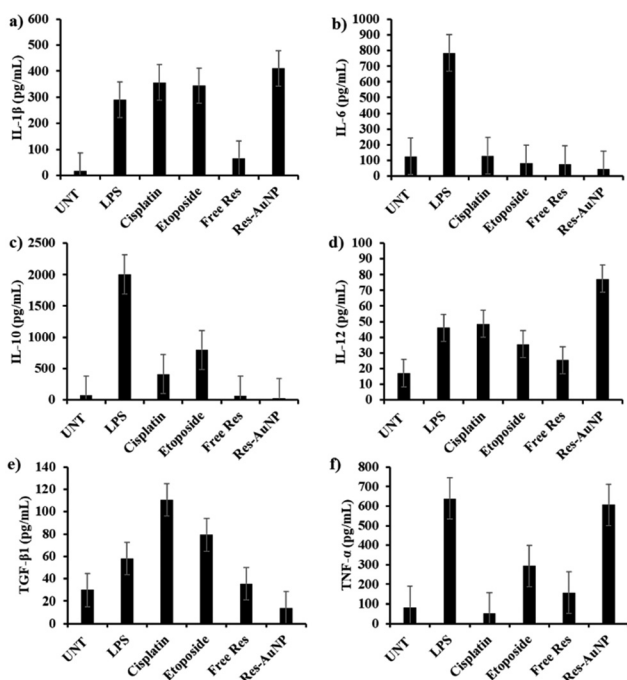 a)
IL-1β (pg/mL)
600
500
400
300
200
100
0
UNT
LPS
Cisplatin
Etoposide
Free Res
Res-AuNP
b)
IL-6 (pg/mL)
1000
900
800
700
600
500
400
300
200
100
0
UNT
LPS
Cisplatin
Etoposide
Free Res
Res-AuNP
c)
IL-10 (pg/mL)
2500
2000
1500
1000
500
0
UNT
LPS
Cisplatin
Etoposide
Free Res
Res-AuNP
d)
IL-12 (pg/mL)
100
90
80
70
60
50
40
30
20
10
0
UNT
LPS
Cisplatin
Etoposide
Free Res
Res-AuNP
e)
TGF-β1 (pg/mL)
140
120
100
80
60
40
20
0
UNT
LPS
Cisplatin
Etoposide
Free Res
Res-AuNP
f)
TNF-α (pg/mL)
800
700
600
500
400
300
200
100
0
UNT
LPS
Cisplatin
Etoposide
Free Res
Res-AuNP